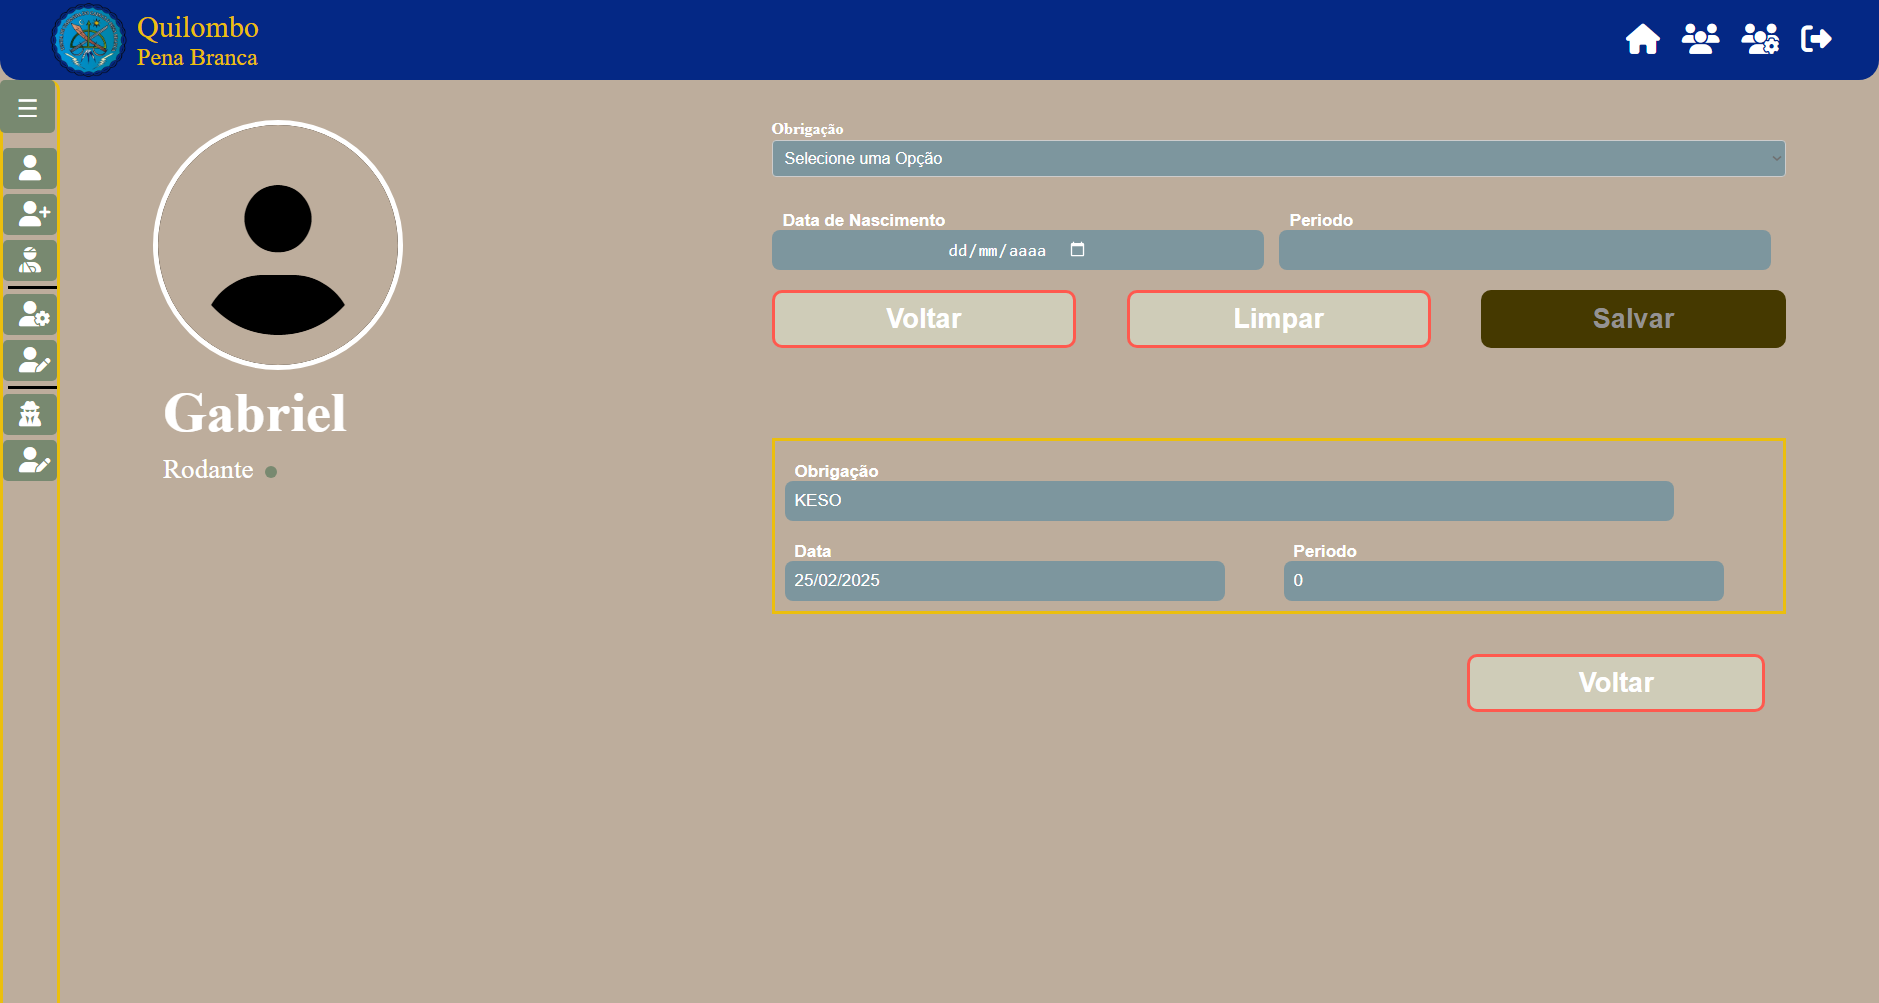 Quilombo
Pena Branca
Gabriel
Rodante
Obrigação
Selecione uma Opção
Data de Nascimento
Periodo
dd/mm/aaaa
Voltar
Limpar
Salvar
Obrigação
KESO
Data
Periodo
25/02/2025
0
Voltar